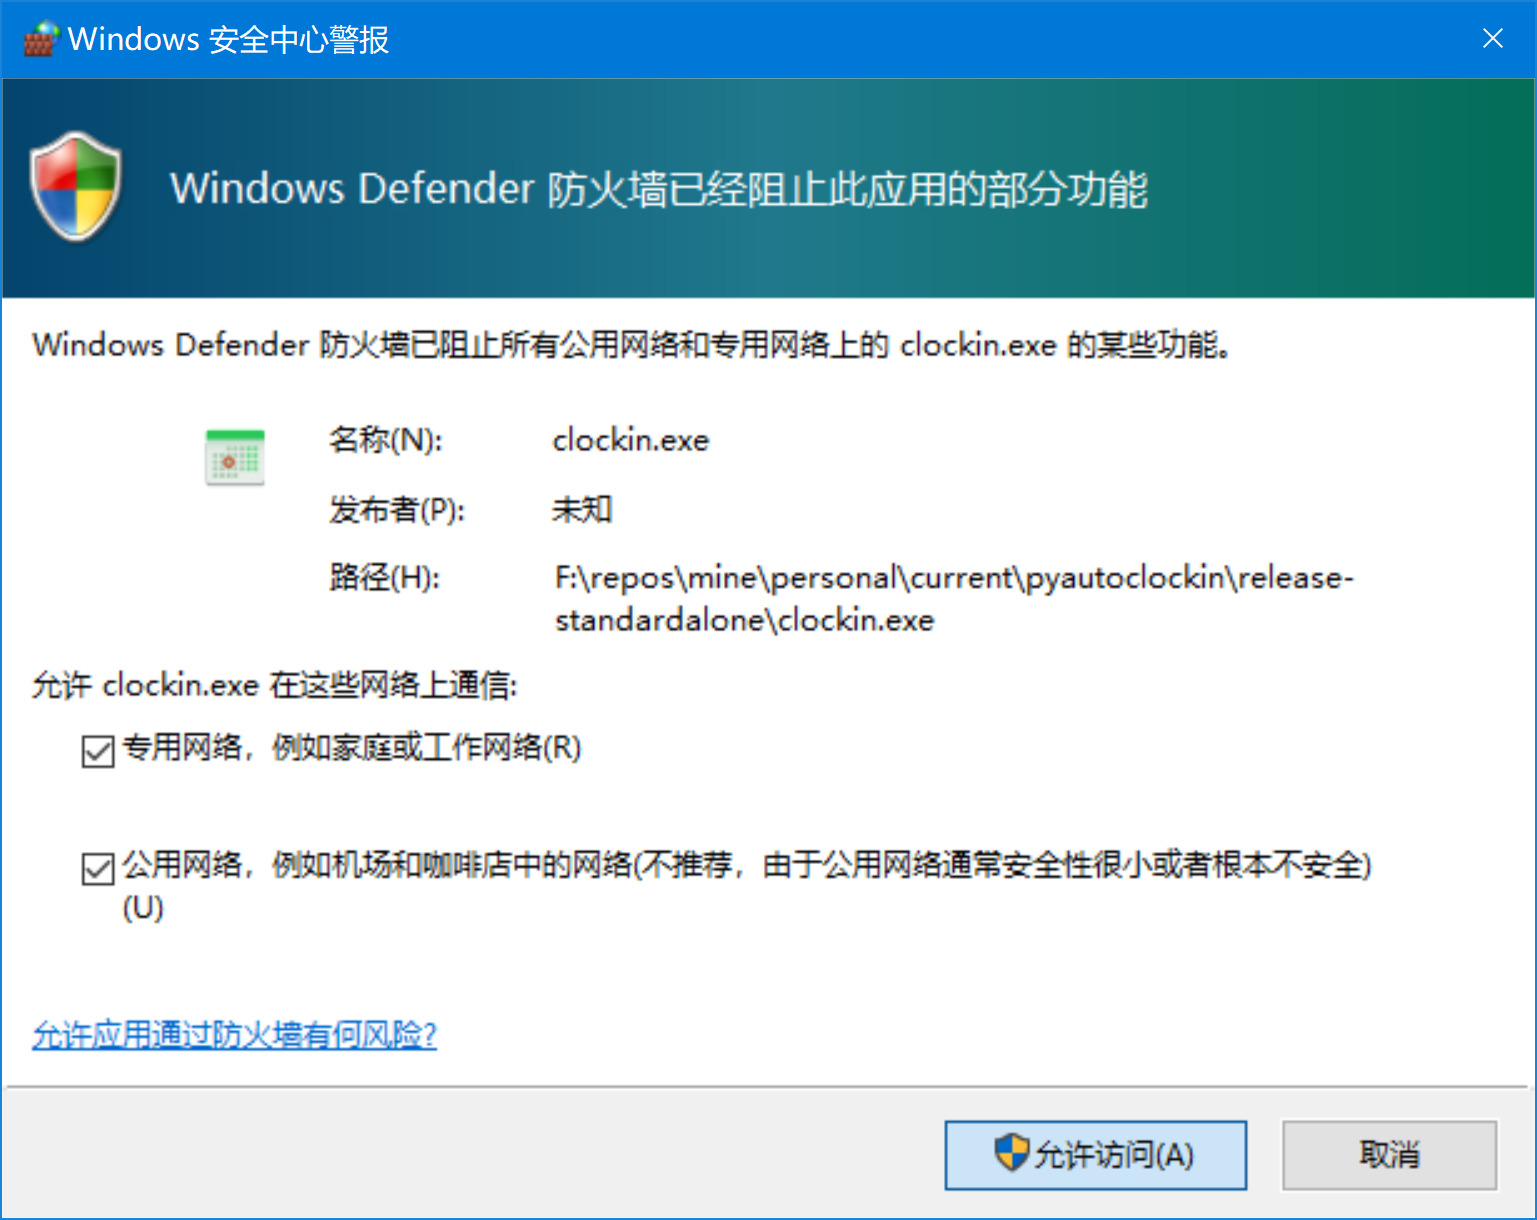 Windows 安全中心警报
Windows Defender 防火墙已经阻止此应用的部分功能
Windows Defender 防火墙已阻止所有公用网络和专用网络上的 clockin.exe 的某些功能。
名称(N): clockin.exe
发布者(P): 未知
路径(H): F:\repos\mine\personal\current\pyautoclockin\release-
standardalone\clockin.exe
允许 clockin.exe 在这些网络上通信:
专用网络，例如家庭或工作网络(R)
公用网络，例如机场和咖啡店中的网络(不推荐，由于公用网络通常安全性很小或者根本不安全)
(U)
允许应用通过防火墙有何风险?
允许访问(A) 取消